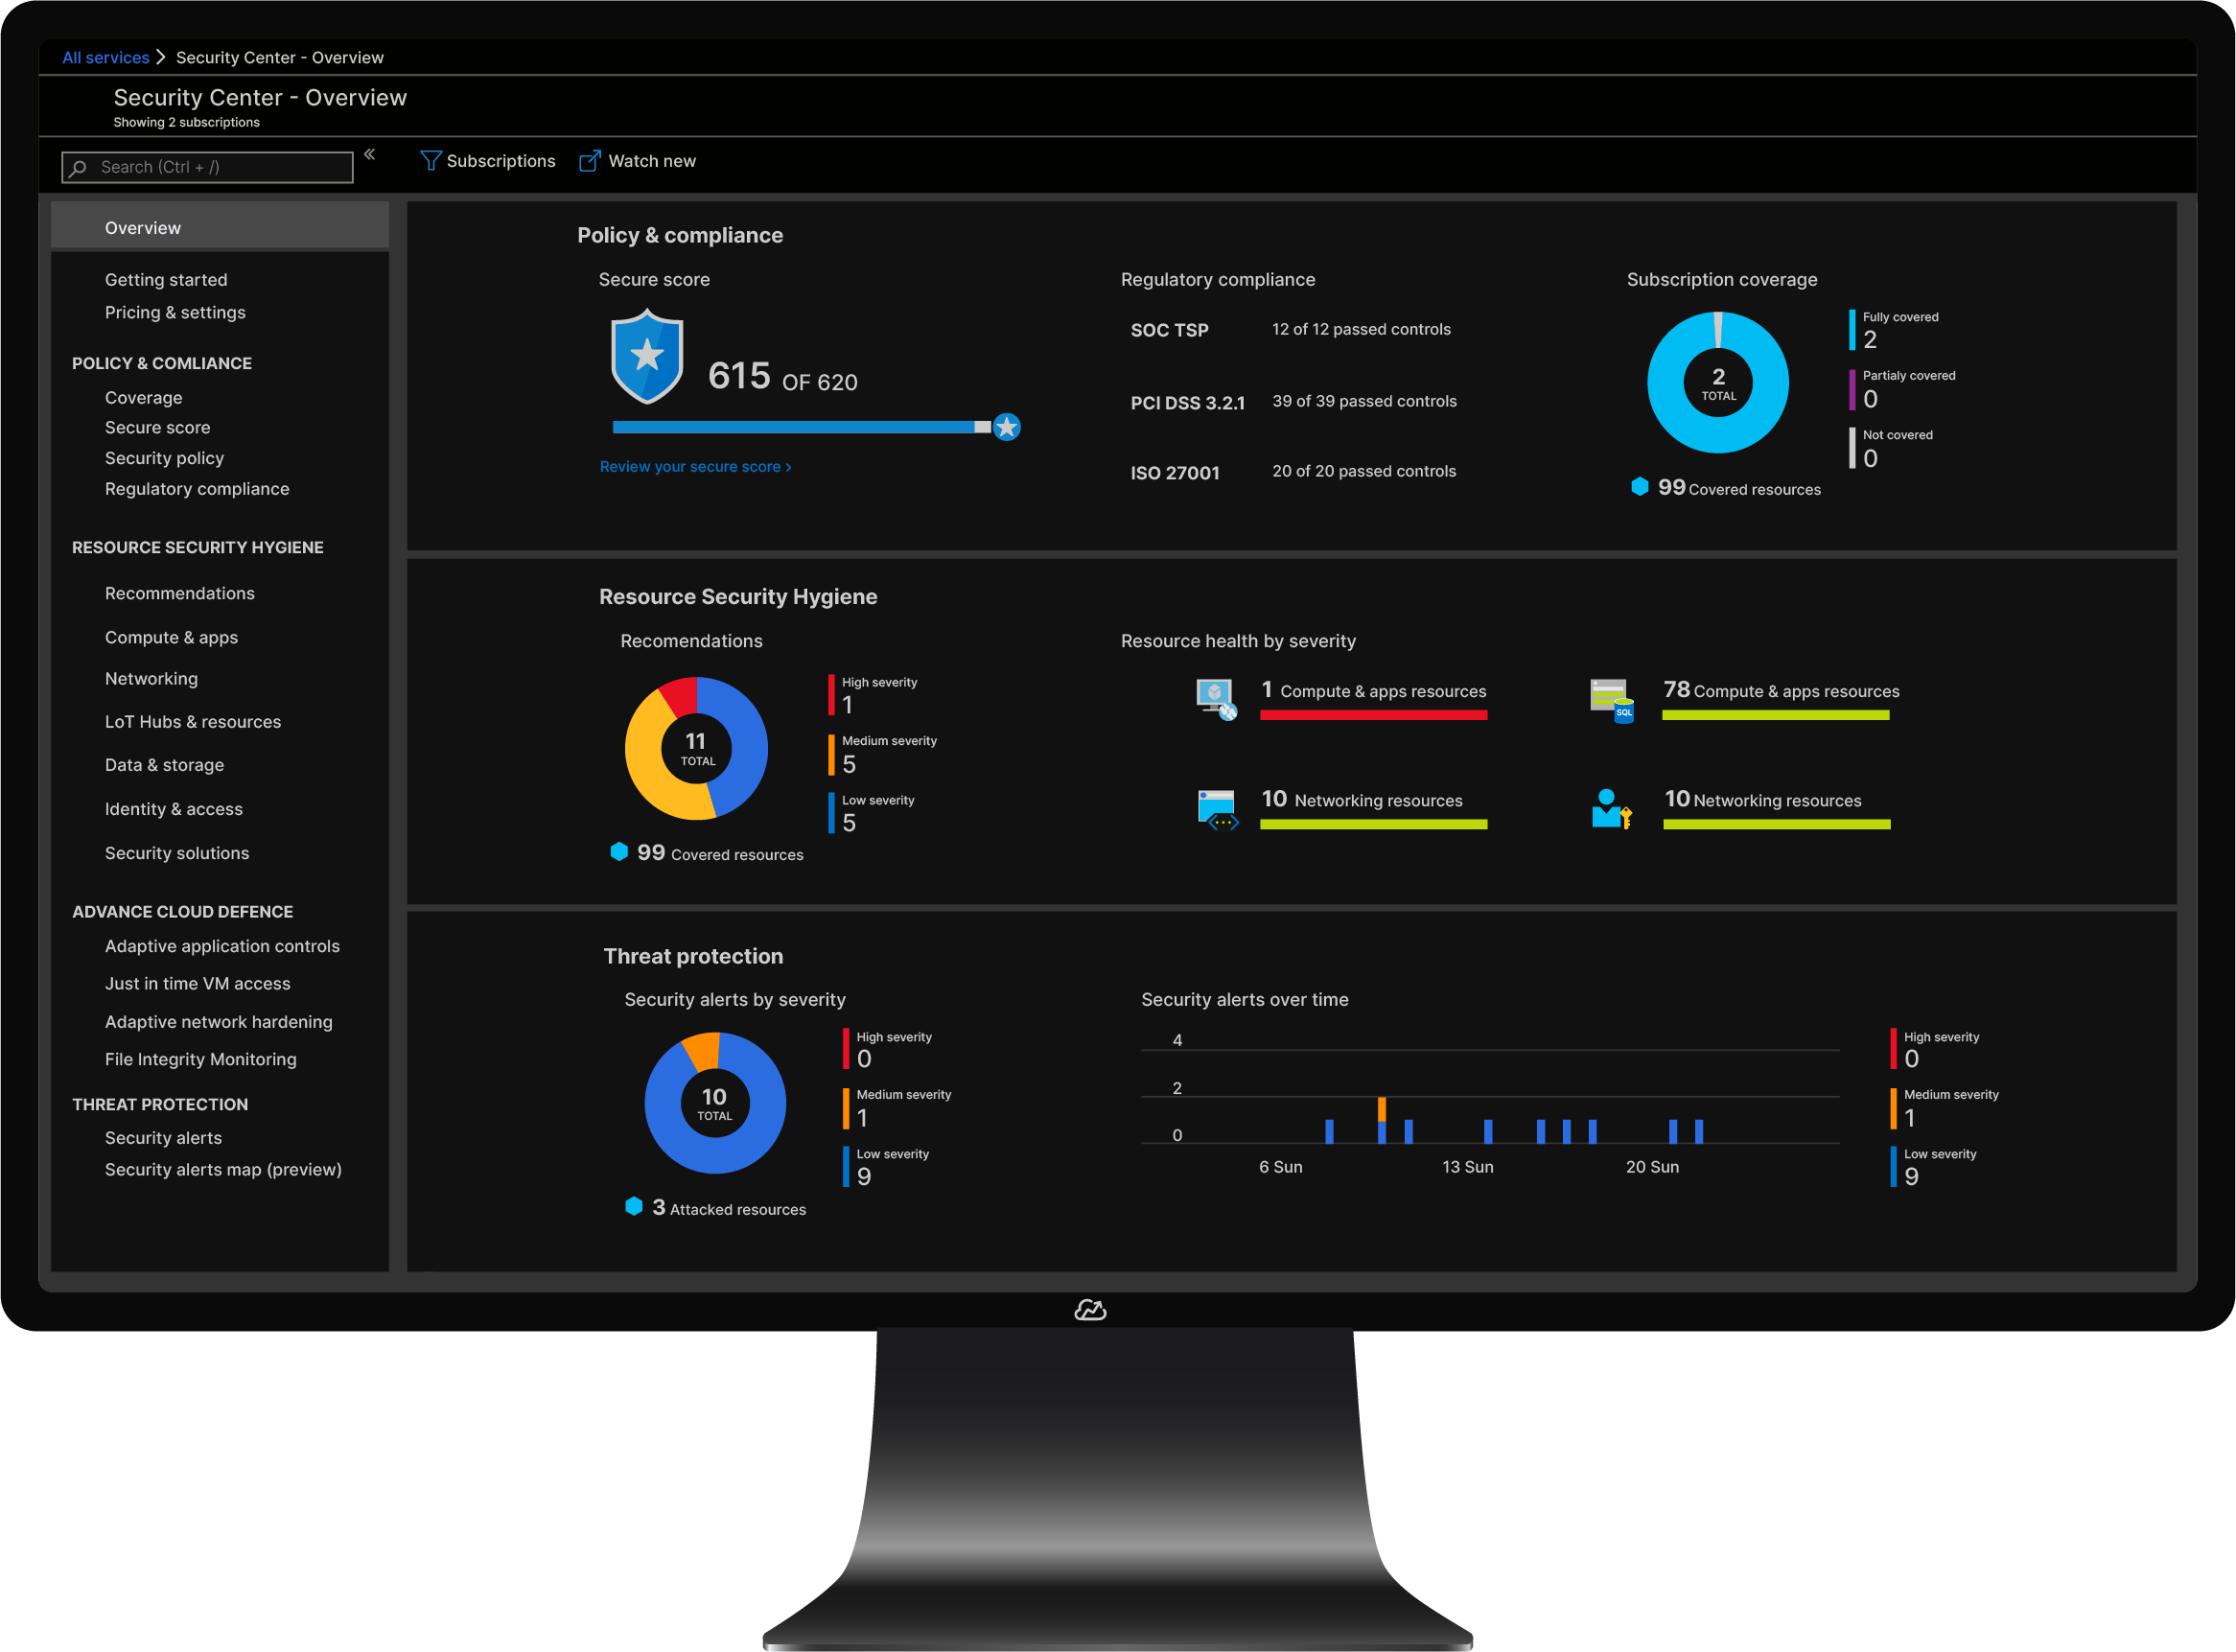 All services > Security Center - Overview
Security Center - Overview
Showing 2 subscriptions
Search (Ctrl + /)
«
Subscriptions
Watch new
Overview
Getting started
Pricing & settings
POLICY & COMLIANCE
Coverage
Secure score
Security policy
Regulatory compliance
RESOURCE SECURITY HYGIENE
Recommendations
Compute & apps
Networking
LoT Hubs & resources
Data & storage
Identity & access
Security solutions
ADVANCE CLOUD DEFENCE
Adaptive application controls
Just in time VM access
Adaptive network hardening
File Integrity Monitoring
THREAT PROTECTION
Security alerts
Security alerts map (preview)
Policy & compliance
Secure score
615 OF 620
Review your secure score ›
Regulatory compliance
SOC TSP 12 of 12 passed controls
PCI DSS 3.2.1 39 of 39 passed controls
ISO 27001 20 of 20 passed controls
Subscription coverage
2
TOTAL
Fully covered
2
Partialy covered
0
Not covered
0
99 Covered resources
Resource Security Hygiene
Recomendations
11
TOTAL
High severity
1
Medium severity
5
Low severity
5
99 Covered resources
Resource health by severity
1 Compute & apps resources
SQL
78 Compute & apps resources
10 Networking resources
10 Networking resources
Threat protection
Security alerts by severity
10
TOTAL
High severity
0
Medium severity
1
Low severity
9
3 Attacked resources
Security alerts over time
4
2
0
6 Sun 13 Sun 20 Sun
High severity
0
Medium severity
1
Low severity
9